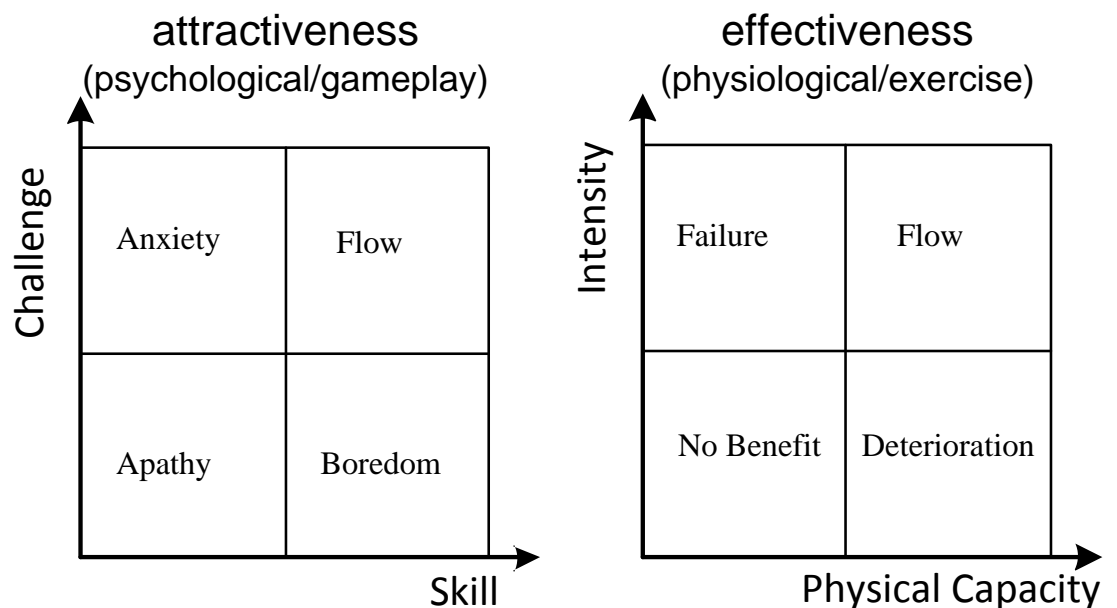 attractiveness
(psychological/gameplay)
Challenge
Anxiety
Flow
Apathy
Boredom
Skill
effectiveness
(physiological/exercise)
Intensity
Failure
Flow
No Benefit
Deterioration
Physical Capacity